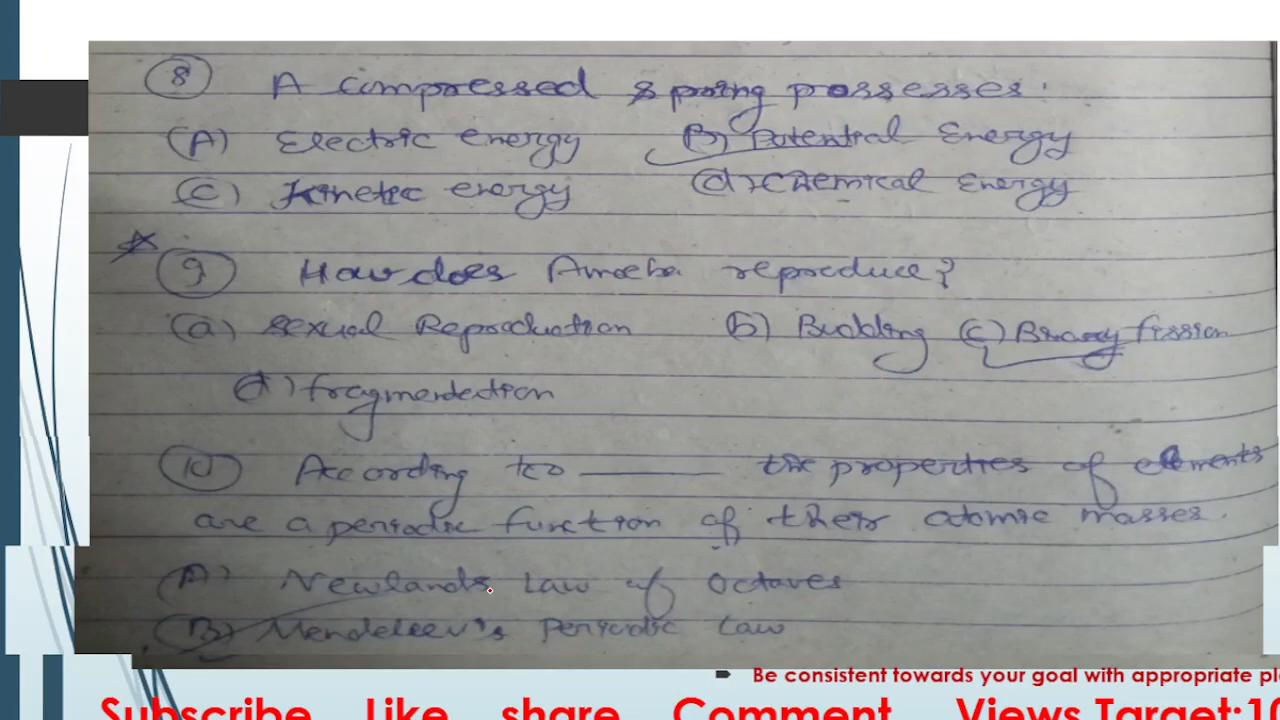 8 A compressed spring possesses.
(A) Electric energy (B) Potential Energy
(C) Kinetic energy (d) Chemical Energy
9 How does Amoeba reproduce?
(a) Sexual Reproduction (b) Budding (c) Binary fission
(d) fragmentation
10 According to ——— the properties of elements
are a periodic function of their atomic masses.
(A) Newlands Law of Octaves
(B) Mendeleev's Periodic Law
Be consistent towards your goal with appropriate pl
Subscribe Like share Comment Views Target:10